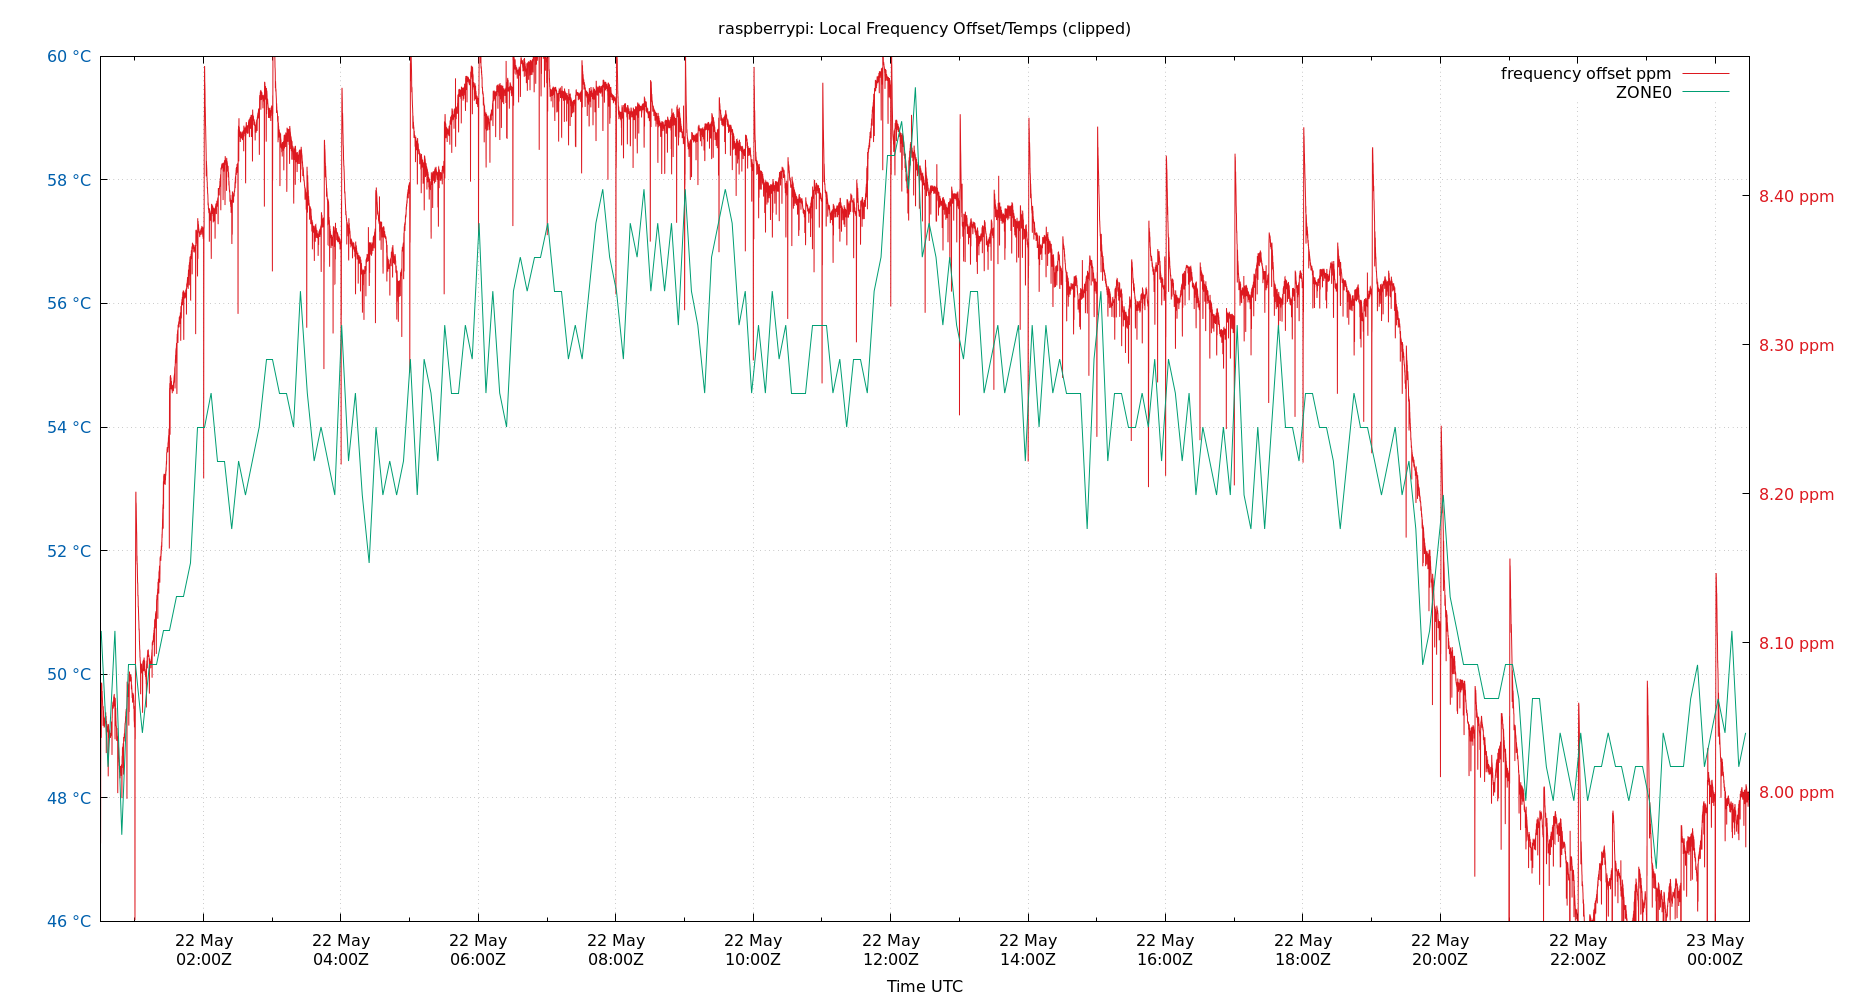 raspberrypi: Local Frequency Offset/Temps (clipped)
frequency offset ppm
ZONE0
60 °C
58 °C
56 °C
54 °C
52 °C
50 °C
48 °C
46 °C
8.40 ppm
8.30 ppm
8.20 ppm
8.10 ppm
8.00 ppm
22 May 22 May 22 May 22 May 22 May 22 May 22 May 22 May 22 May 22 May 22 May 23 May
02:00Z 04:00Z 06:00Z 08:00Z 10:00Z 12:00Z 14:00Z 16:00Z 18:00Z 20:00Z 22:00Z 00:00Z
Time UTC